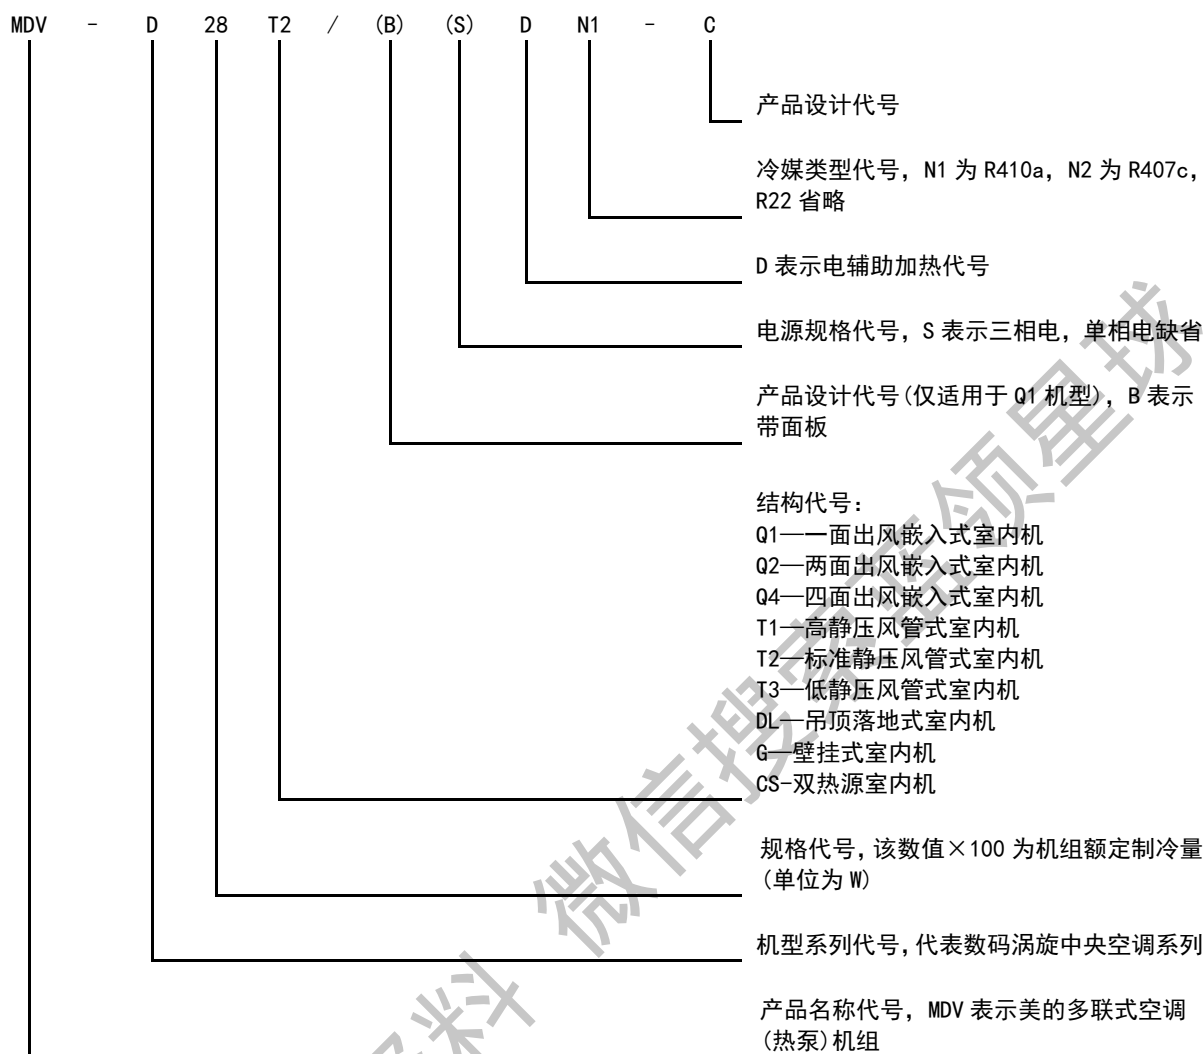 MDV - D 28 T2 / (B) (S) D N1 - C
产品设计代号
冷媒类型代号, N1 为 R410a, N2 为 R407c,
R22 省略
D 表示电辅助加热代号
电源规格代号, S 表示三相电, 单相电缺省
产品设计代号(仅适用于 Q1 机型), B 表示
带面板
结构代号:
Q1—一面出风嵌入式室内机
Q2—两面出风嵌入式室内机
Q4—四面出风嵌入式室内机
T1—高静压风管式室内机
T2—标准静压风管式室内机
T3—低静压风管式室内机
DL—吊顶落地式室内机
G—壁挂式室内机
CS-双热源室内机
规格代号, 该数值×100 为机组额定制冷量
(单位为 W)
机型系列代号, 代表数码涡旋中央空调系列
产品名称代号, MDV 表示美的多联式空调
(热泵)机组
料 微信搜索蓝领星球